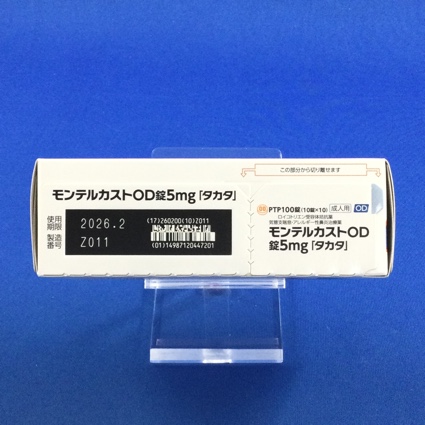 この部分から切り離せます
モンテルカストOD錠5mg「タカタ」
使用期限 2026.2
製造番号 Z011
(17)260200(10)Z011
(01)14987120447201
PTP100錠(10錠×10) 成人用 OD
ロイコトリエン受容体拮抗薬
気管支喘息・アレルギー性鼻炎治療薬
モンテルカストOD
錠5mg「タカタ」